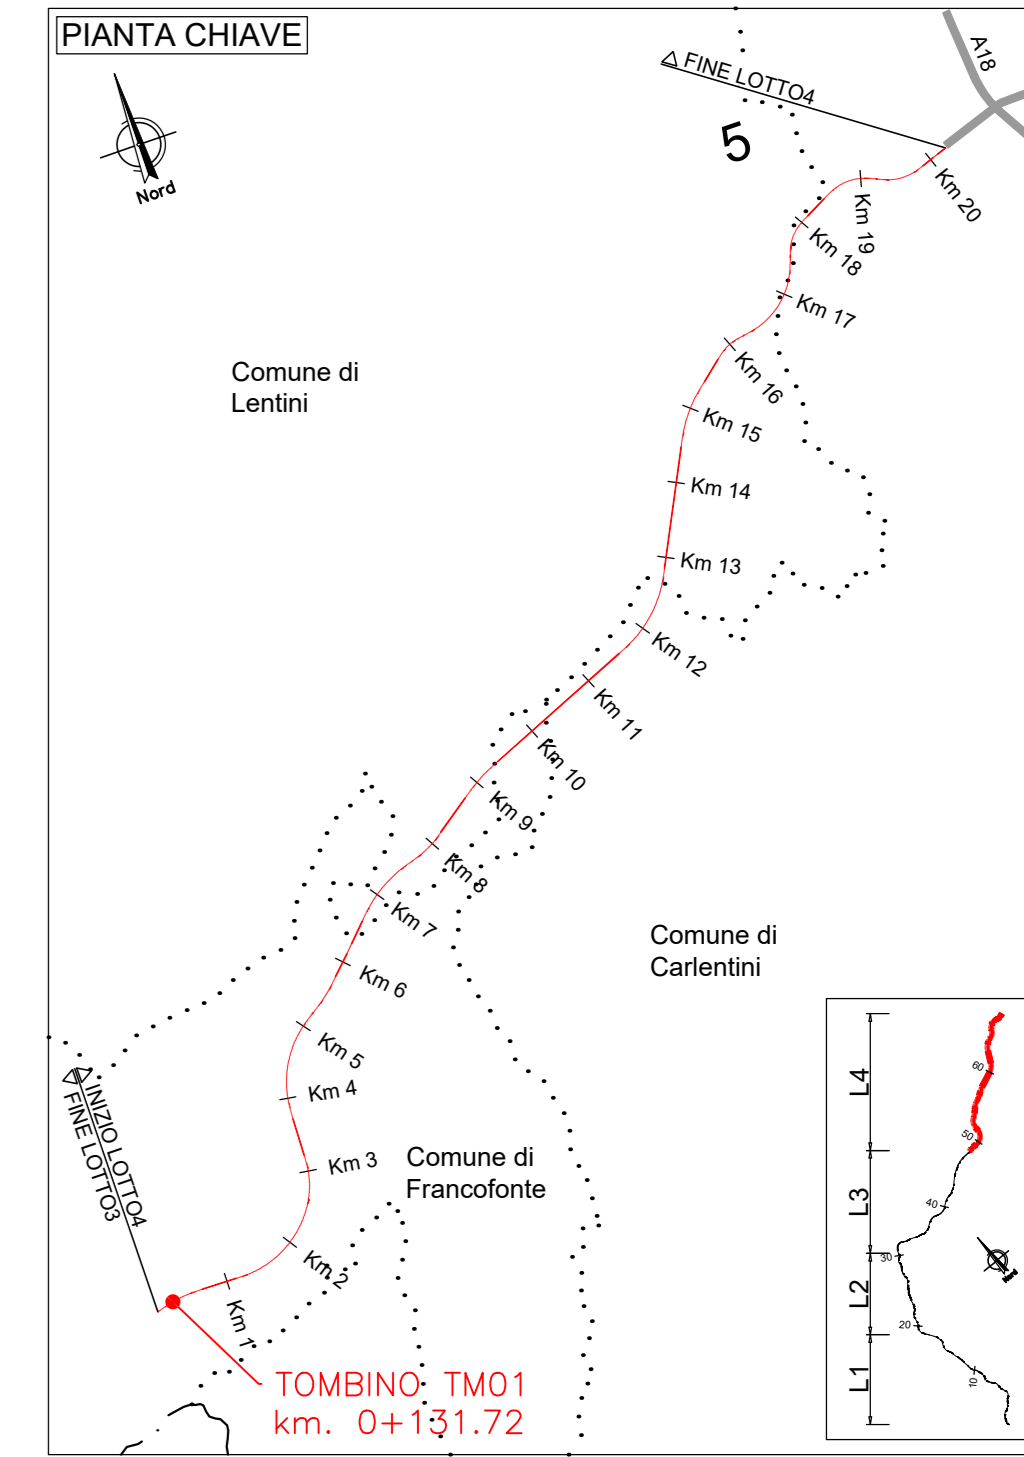 PIANTA CHIAVE
Nord
FINE LOTTO4
A18
5
Km 20
Km 19
Km 18
Km 17
Km 16
Km 15
Km 14
Km 13
Km 12
Km 11
Km 10
Km 9
Km 8
Km 7
Km 6
Km 5
Km 4
Km 3
Km 2
Km 1
Comune di
Lentini
Comune di
Carlentini
Comune di
Francofonte
INIZIO LOTTO4
FINE LOTTO3
TOMBINO TM01
km. 0+131.72
L4
L3
L2
L1
60
50
40
30
20
10